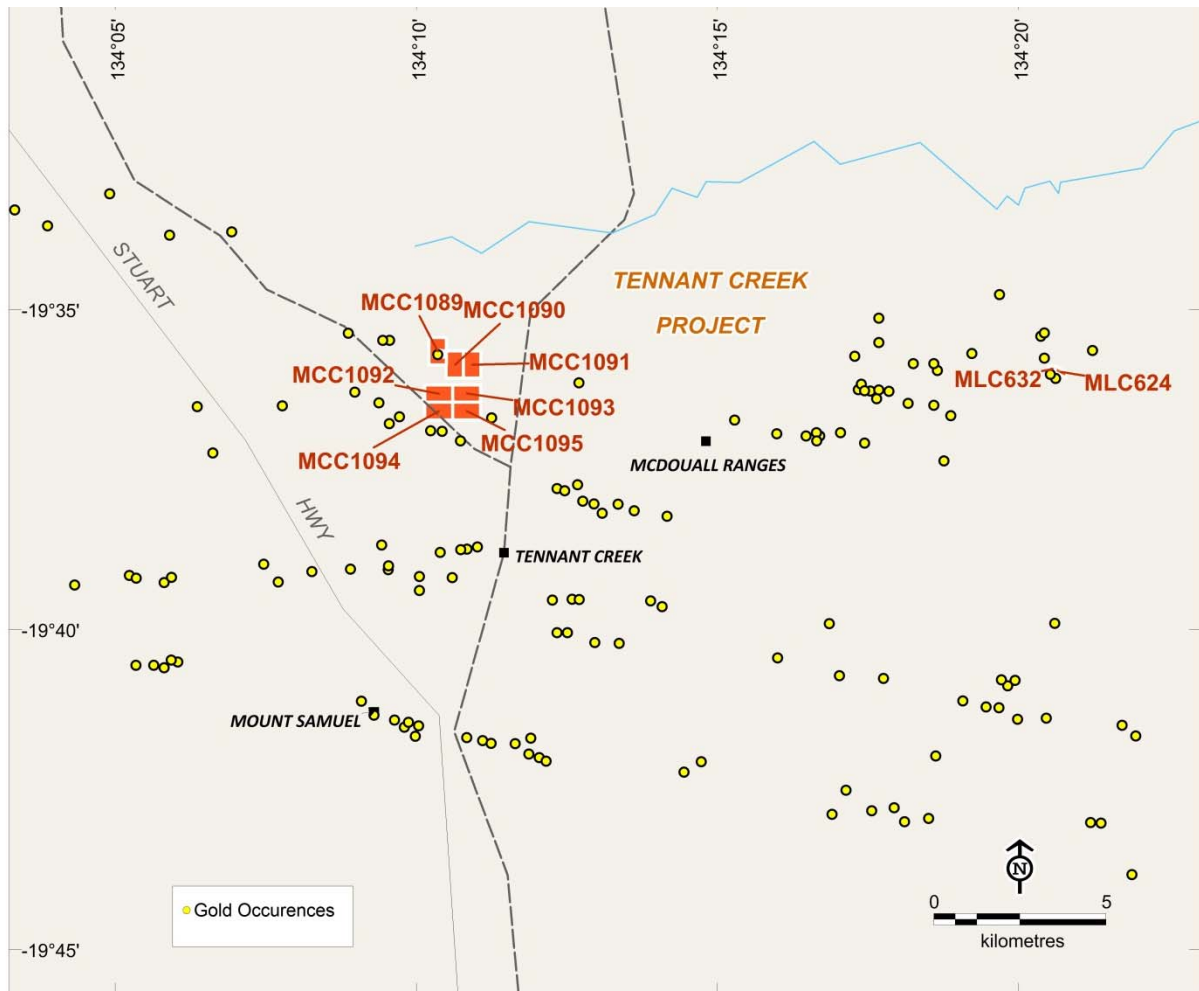 134°05'
134°10'
134°15'
134°20'
-19°35'
-19°40'
-19°45'
STUART
HWY
TENNANT CREEK
PROJECT
MCC1089
MCC1090
MCC1091
MCC1092
MCC1093
MCC1094
MCC1095
MLC632
MLC624
MCDOUALL RANGES
TENNANT CREEK
MOUNT SAMUEL
Gold Occurences
N
0
5
kilometres